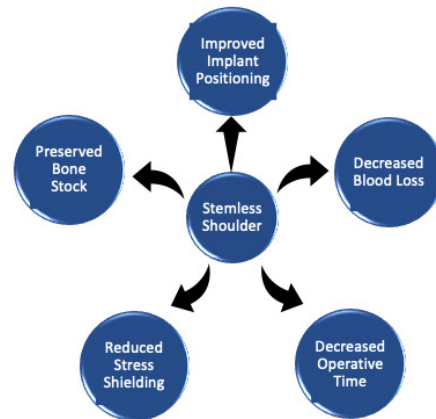 Improved
Implant
Positioning
Preserved
Bone
Stock
Decreased
Blood Loss
Stemless
Shoulder
Reduced
Stress
Shielding
Decreased
Operative
Time